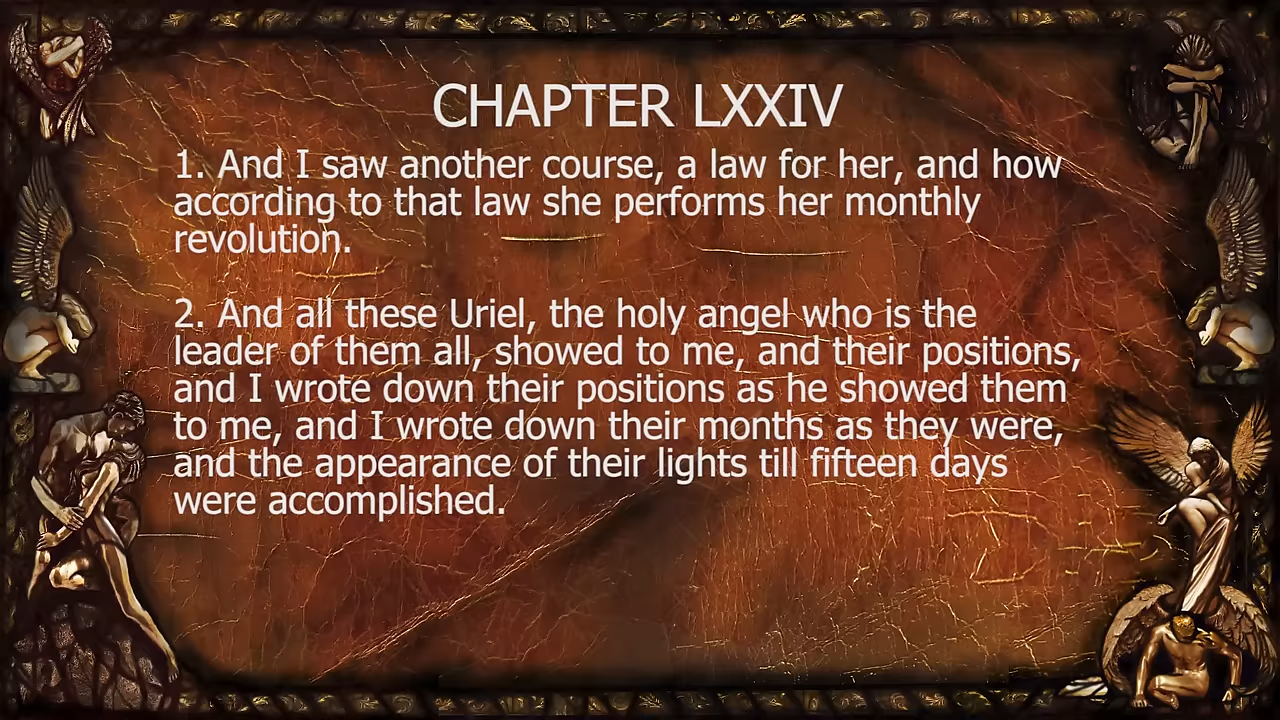 CHAPTER LXXIV
1. And I saw another course, a law for her, and how
according to that law she performs her monthly
revolution.
2. And all these Uriel, the holy angel who is the
leader of them all, showed to me, and their positions,
and I wrote down their positions as he showed them
to me, and I wrote down their months as they were,
and the appearance of their lights till fifteen days
were accomplished.